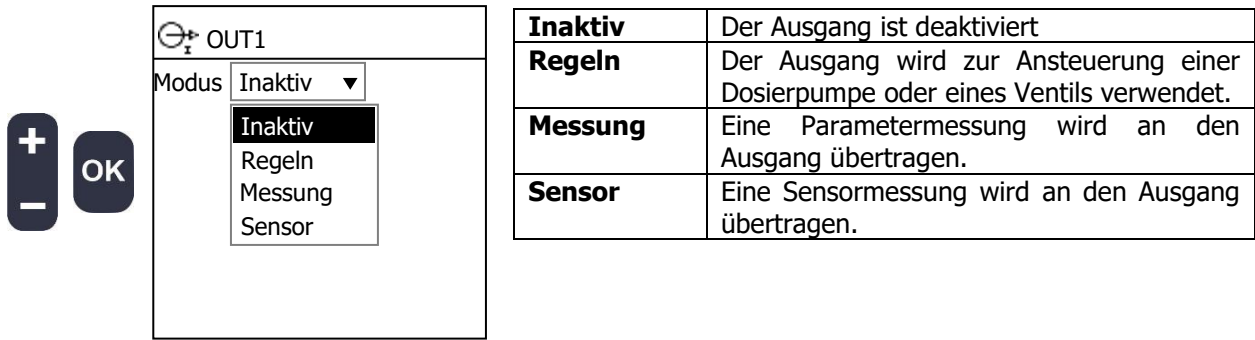 +
–
OK
OUT1
Modus Inaktiv ▼
Inaktiv
Regeln
Messung
Sensor
Inaktiv Der Ausgang ist deaktiviert
Regeln Der Ausgang wird zur Ansteuerung einer
Dosierpumpe oder eines Ventils verwendet.
Messung Eine Parametermessung wird an den
Ausgang übertragen.
Sensor Eine Sensormessung wird an den Ausgang
übertragen.